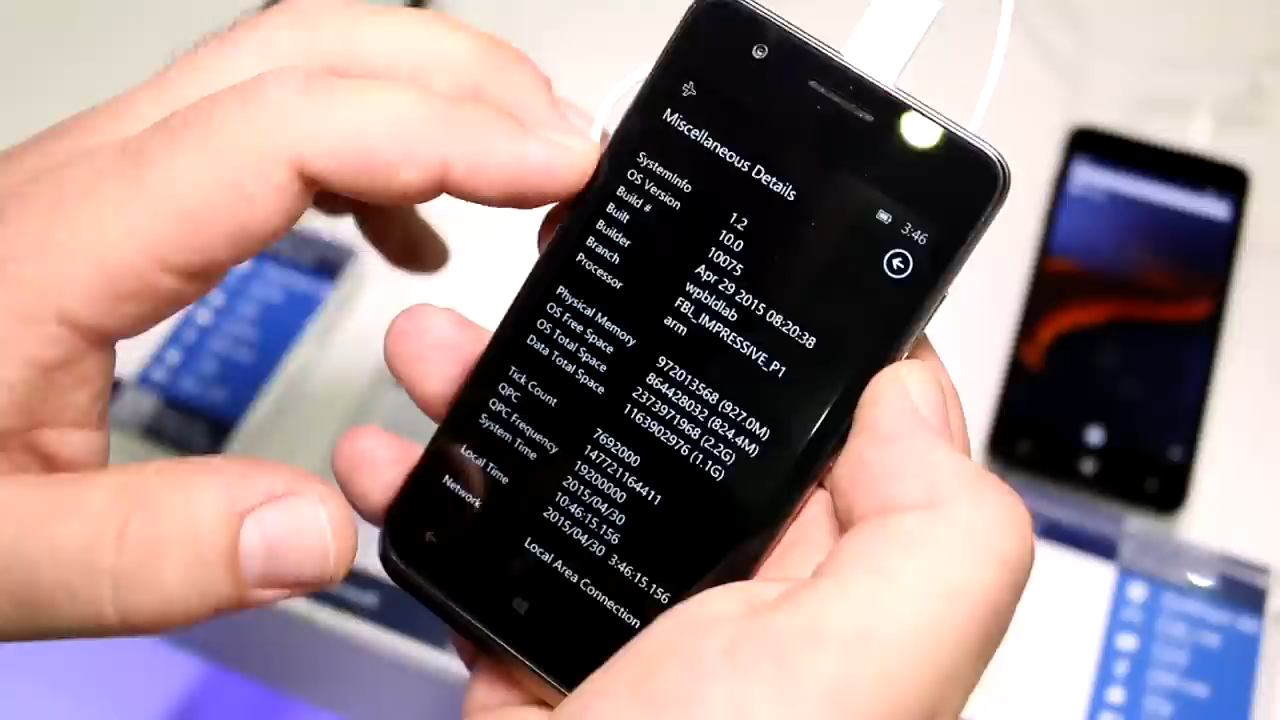 3:46
Miscellaneous Details
SystemInfo 1.2
OS Version 10.0
Build # 10075
Built Apr 29 2015 08:20:38
Builder wpbldlab
Branch FBL_IMPRESSIVE_P1
Processor arm
Physical Memory 972013568 (927.0M)
OS Free Space 864428032 (824.4M)
OS Total Space 2373971968 (2.2G)
Data Total Space 1163902976 (1.1G)
Tick Count 7692000
QPC 147721164411
QPC Frequency 19200000
System Time 2015/04/30
10:46:15.156
Local Time 2015/04/30 3:46:15.156
Network Local Area Connection